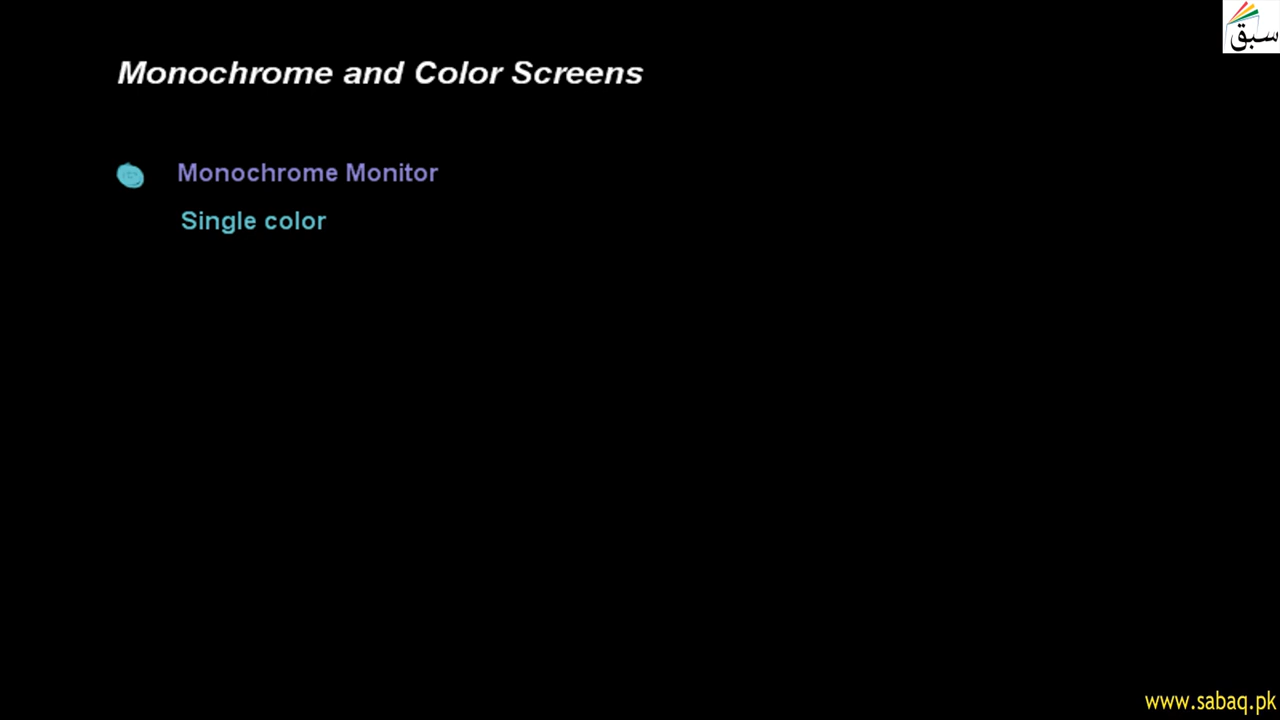 سبق
Monochrome and Color Screens
Monochrome Monitor
Single color
www.sabaq.pk